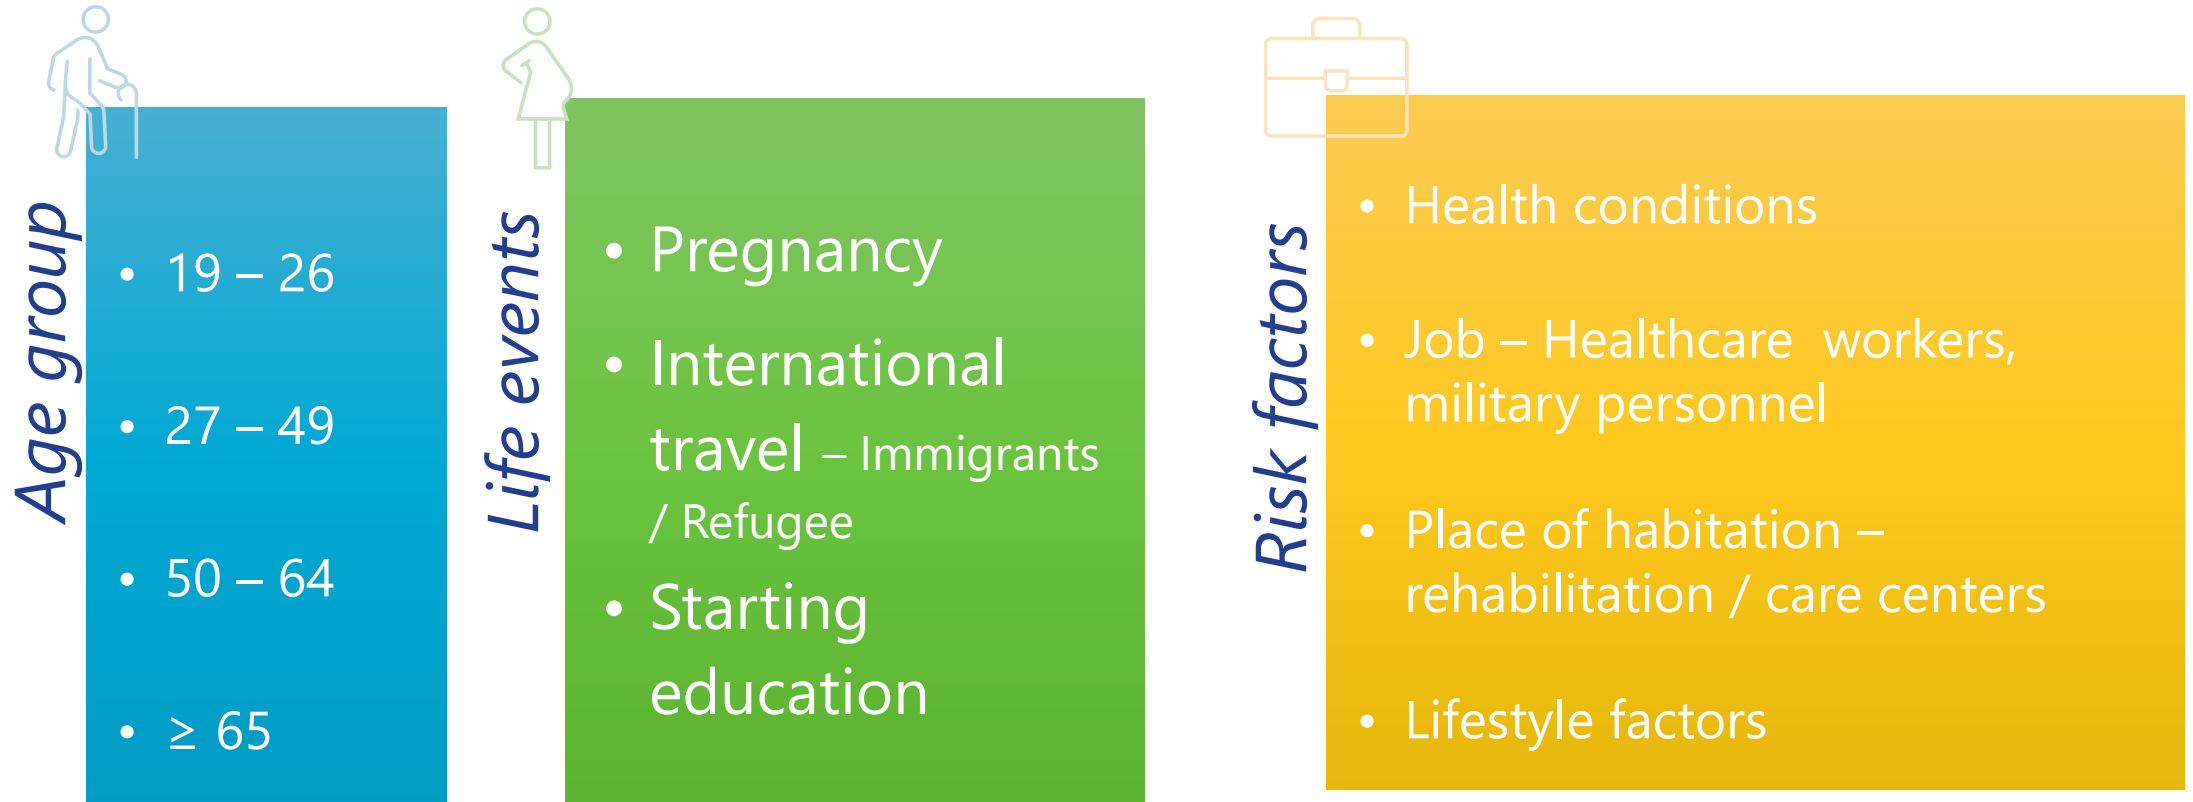 Age group
• 19 – 26
• 27 – 49
• 50 – 64
• ≥ 65
Life events
• Pregnancy
• International
travel – Immigrants
/ Refugee
• Starting
education
Risk factors
• Health conditions
• Job – Healthcare workers,
military personnel
• Place of habitation –
rehabilitation / care centers
• Lifestyle factors